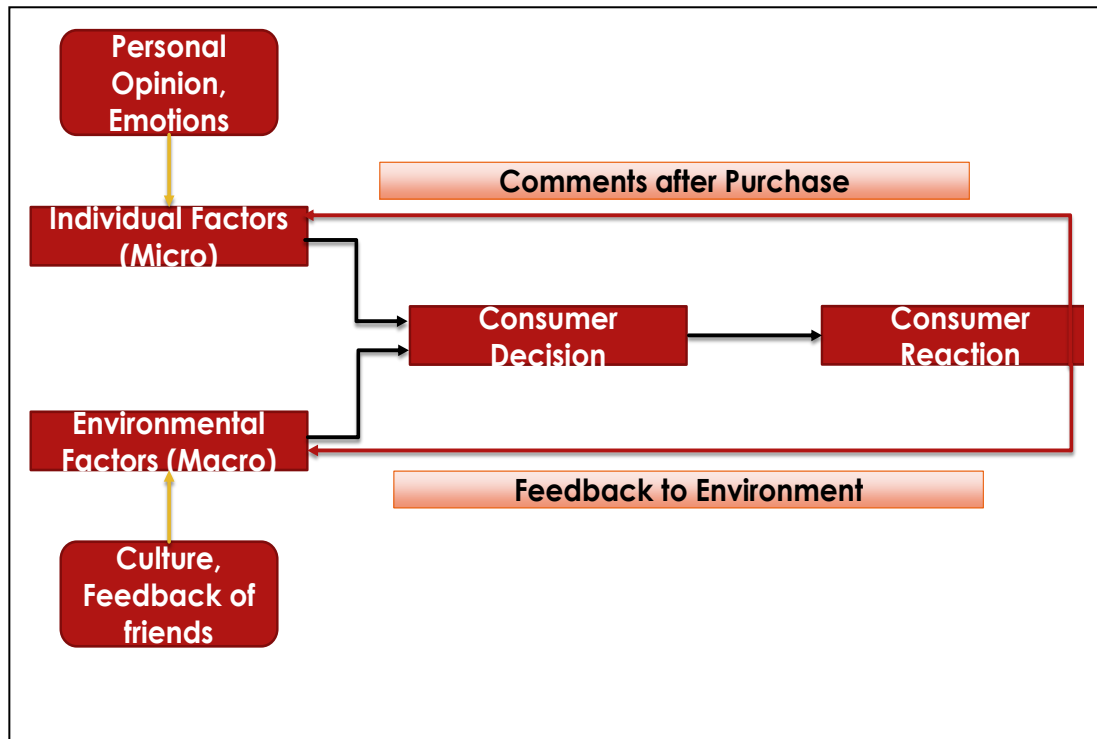 Personal
Opinion,
Emotions
Comments after Purchase
Individual Factors
(Micro)
Consumer
Decision
Consumer
Reaction
Environmental
Factors (Macro)
Feedback to Environment
Culture,
Feedback of
friends